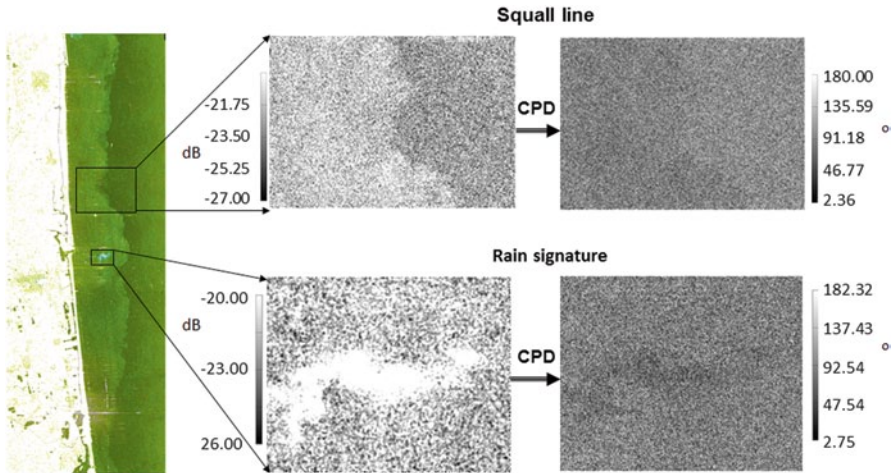 Squall line
-21.75
-23.50
dB
-25.25
-27.00
CPD
180.00
135.59
91.18
46.77
2.36
o
Rain signature
-20.00
dB
-23.00
26.00
CPD
182.32
137.43
92.54
47.54
2.75
o